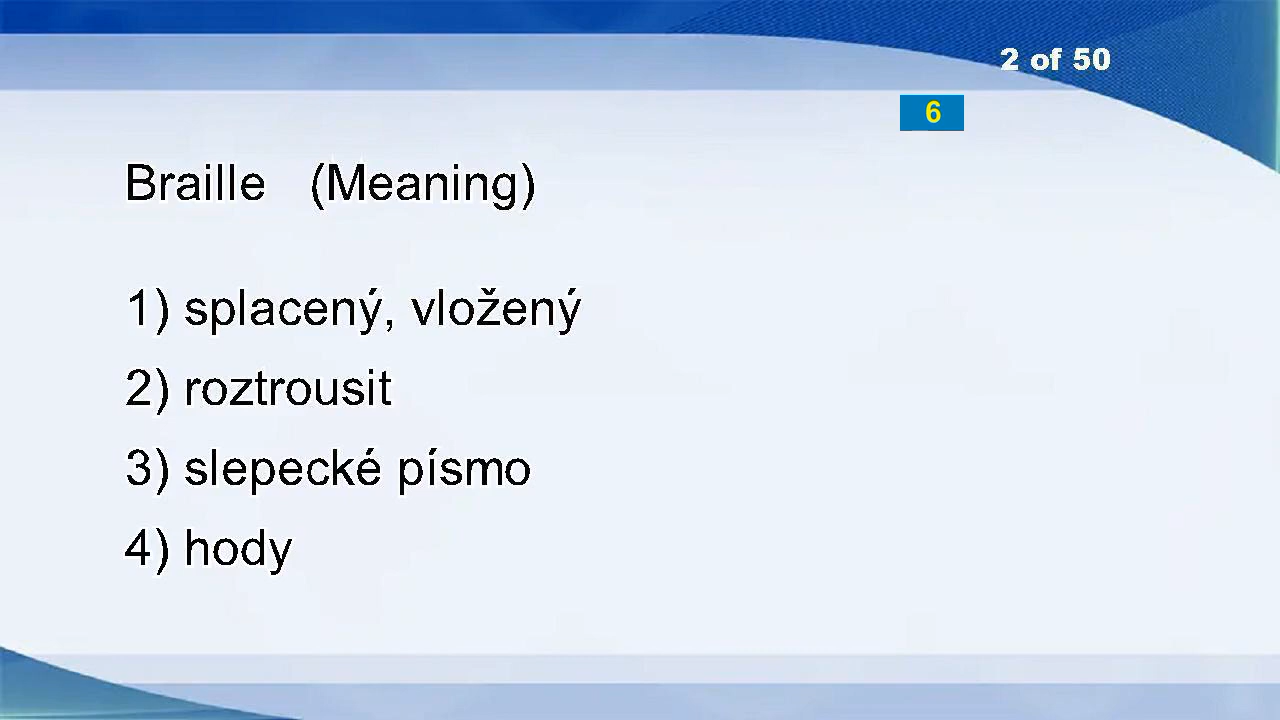 2 of 50
6
Braille (Meaning)
1) splacený, vložený
2) roztrousit
3) slepecké písmo
4) hody